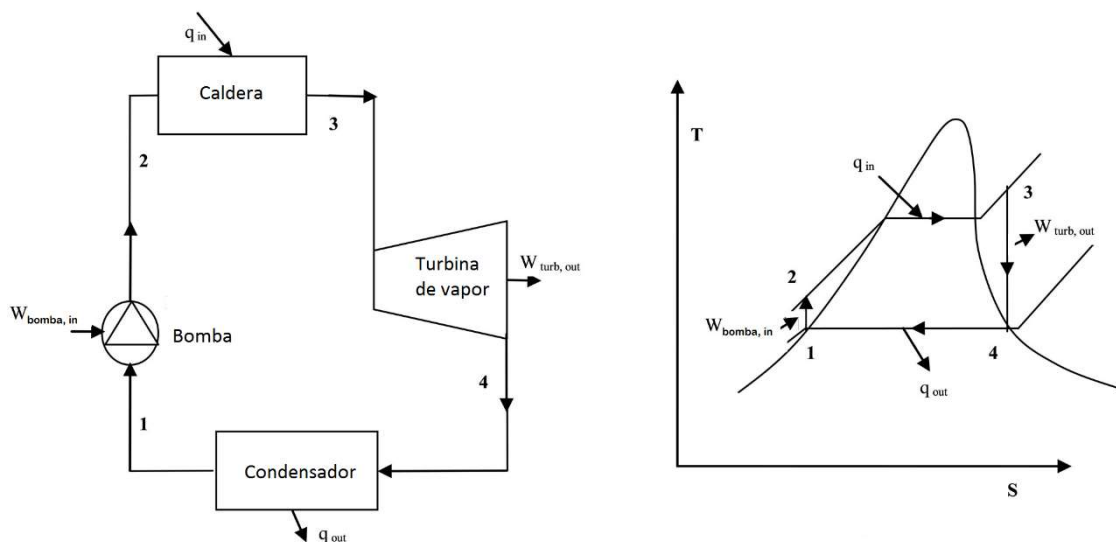 q in
Caldera
3
2
Turbina
de vapor
W turb, out
W bomba, in
Bomba
4
1
Condensador
q out
T
q in
3
W turb, out
2
W bomba, in
1
4
q out
S